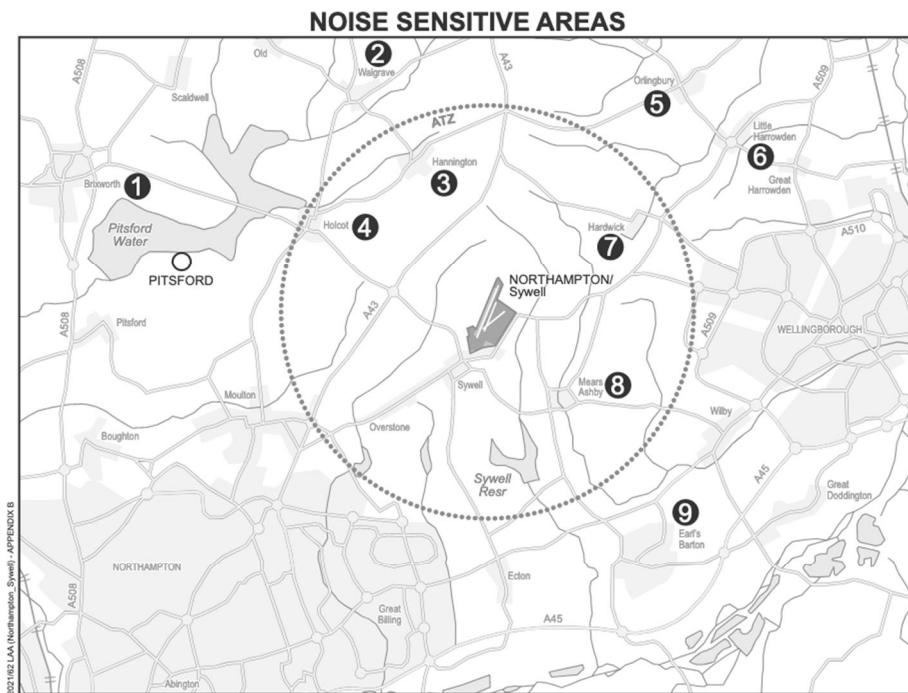 NOISE SENSITIVE AREAS
A508
Old
2
Walgrave
A43
Orlingbury
A509
Scaldwell
5
ATZ
Little
Harrowden
6
Hannington
3
Brixworth
1
Great
Harrowden
Holcot
4
Hardwick
7
A510
Pitsford
Water
PITSFORD
NORTHAMPTON/
Sywell
A43
A508
Pitsford
A509
WELLINGBOROUGH
Sywell
Mears
Ashby
8
Moulton
Wilby
Overstone
Boughton
Sywell
Resr
A45
Great
Doddington
9
Earl's
Barton
NORTHAMPTON
Ecton
A508
Great
Billing
A45
Abington
2021/62 LAA (Northampton_Sywell) - APPENDIX B